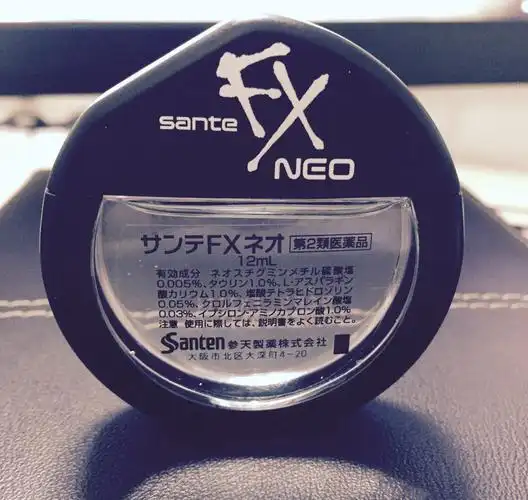 sante FX
NEO
サンテFXネオ 第2類医薬品
12mL
有効成分 ネオスチグミンメチル硫酸塩
0.005%、タウリン1.0%、L-アスパラギン
酸カリウム1.0%、塩酸テトラヒドロゾリン
0.05%、クロルフェニラミンマレイン酸塩
0.03%、イプシロン-アミノカプロン酸1.0%
注意 使用に際しては、説明書をよく読むこと。
Santen 参天製薬株式会社
大阪市北区大深町4-20